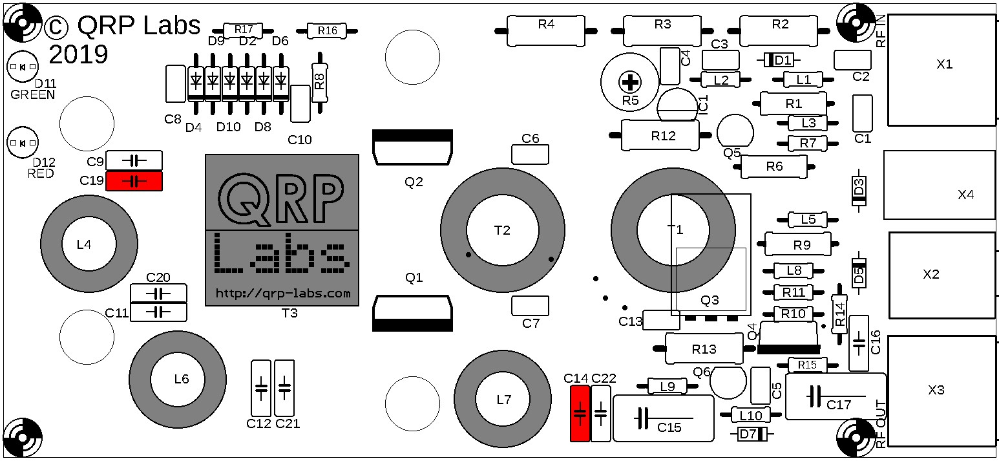 © QRP Labs
2019
R17
R16
R4
R3
R2
RF IN
D9
D2
D6
C4
C3
D1
X1
D11
GREEN
R8
L2
L1
C2
R5
IC1
R1
C8
D4
D10
D8
L3
C10
R12
C1
C6
R7
Q5
D12
RED
C9
C19
R6
Q2
D3
X4
QRP
Labs
http://qrp-labs.com
T3
L4
T2
T1
L5
R9
L8
D5
X2
C20
Q1
R11
Q3
C11
C7
C13
R10
R14
Q4
C16
R13
R15
Q6
L6
C14
C22
L9
C5
X3
L7
C17
C12
C21
C15
L10
D7
RF OUT